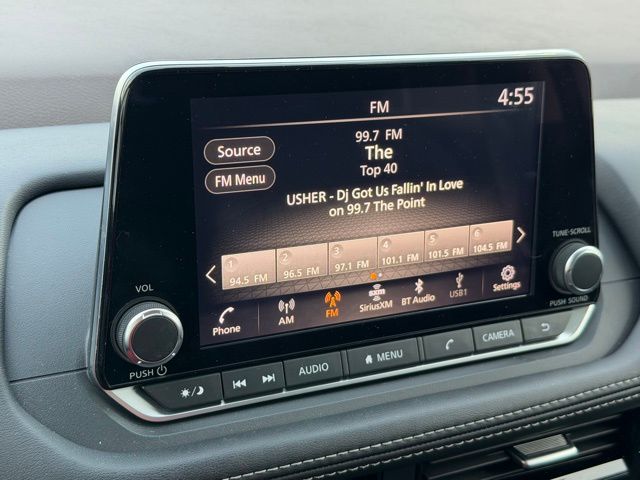 FM
4:55
99.7 FM
The
Top 40
Source
FM Menu
USHER - Dj Got Us Fallin' In Love
on 99.7 The Point
1 2 3 4 5 6
94.5 FM 96.5 FM 97.1 FM 101.1 FM 101.5 FM 104.5 FM
Phone AM FM SiriusXM BT Audio USB1 Settings
sxm
VOL
PUSH
TUNE·SCROLL
PUSH SOUND
AUDIO MENU CAMERA